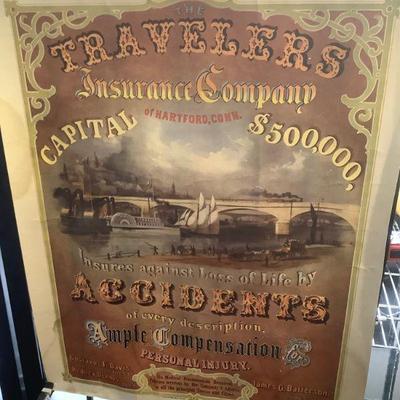 THE
TRAVELERS
Insurance Company
of HARTFORD, CONN.
CAPITAL $500,000,
Insures against Loss of Life by
ACCIDENTS
of every description.
Ample Compensation, for
PERSONAL INJURY.
James G. Batterson